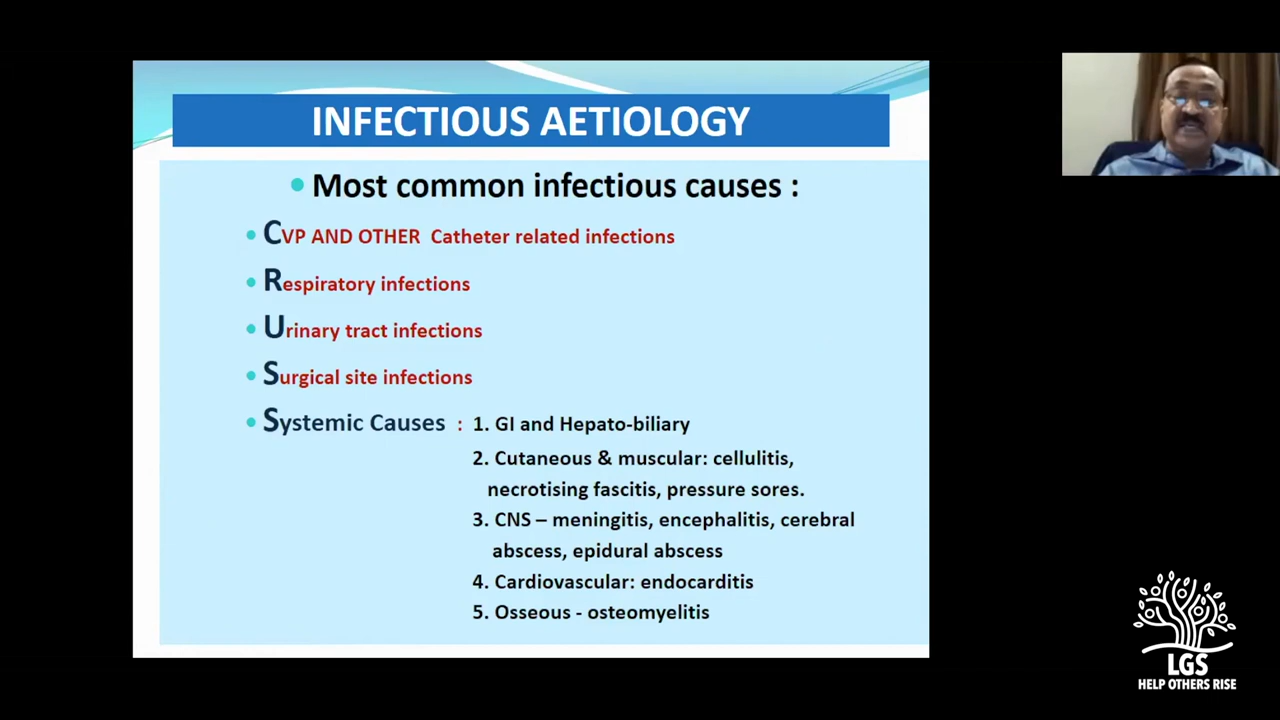 INFECTIOUS AETIOLOGY
• Most common infectious causes :
• CVP AND OTHER Catheter related infections
• Respiratory infections
• Urinary tract infections
• Surgical site infections
• Systemic Causes : 1. GI and Hepato-biliary
2. Cutaneous & muscular: cellulitis,
necrotising fascitis, pressure sores.
3. CNS – meningitis, encephalitis, cerebral
abscess, epidural abscess
4. Cardiovascular: endocarditis
5. Osseous - osteomyelitis
LGS
HELP OTHERS RISE